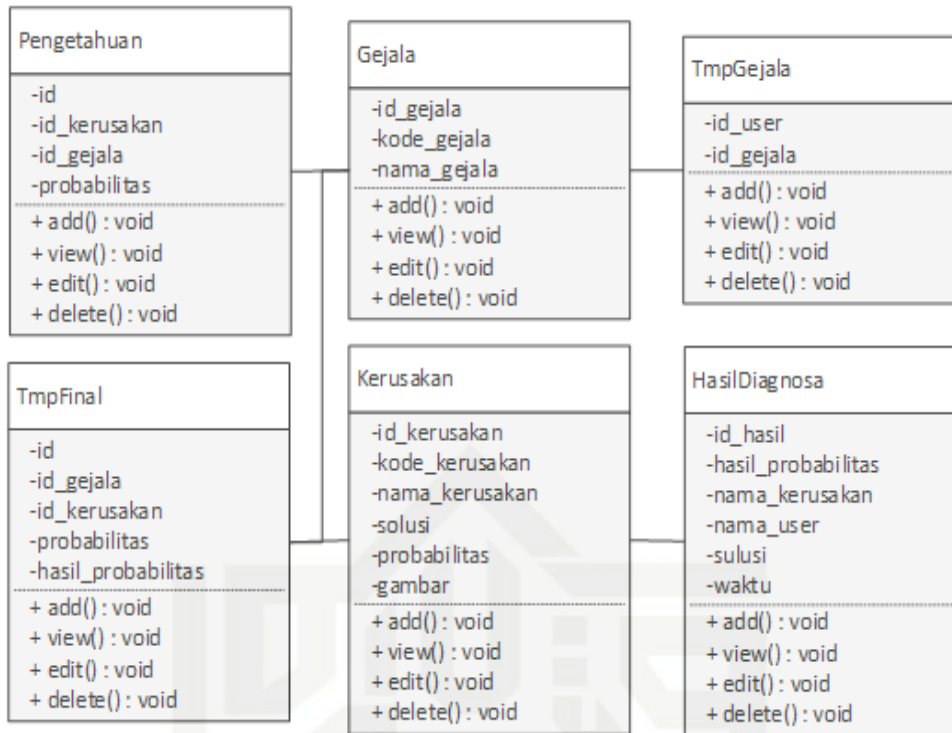 Pengetahuan
-id
-id_kerusakan
-id_gejala
-probabilitas
+ add() : void
+ view() : void
+ edit() : void
+ delete() : void
Gejala
-id_gejala
-kode_gejala
-nama_gejala
+ add() : void
+ view() : void
+ edit() : void
+ delete() : void
TmpGejala
-id_user
-id_gejala
+ add() : void
+ view() : void
+ edit() : void
+ delete() : void
TmpFinal
-id
-id_gejala
-id_kerusakan
-probabilitas
-hasil_probabilitas
+ add() : void
+ view() : void
+ edit() : void
+ delete() : void
Kerusakan
-id_kerusakan
-kode_kerusakan
-nama_kerusakan
-solusi
-probabilitas
-gambar
+ add() : void
+ view() : void
+ edit() : void
+ delete() : void
HasilDiagnosa
-id_hasil
-hasil_probabilitas
-nama_kerusakan
-nama_user
-sulusi
-waktu
+ add() : void
+ view() : void
+ edit() : void
+ delete() : void